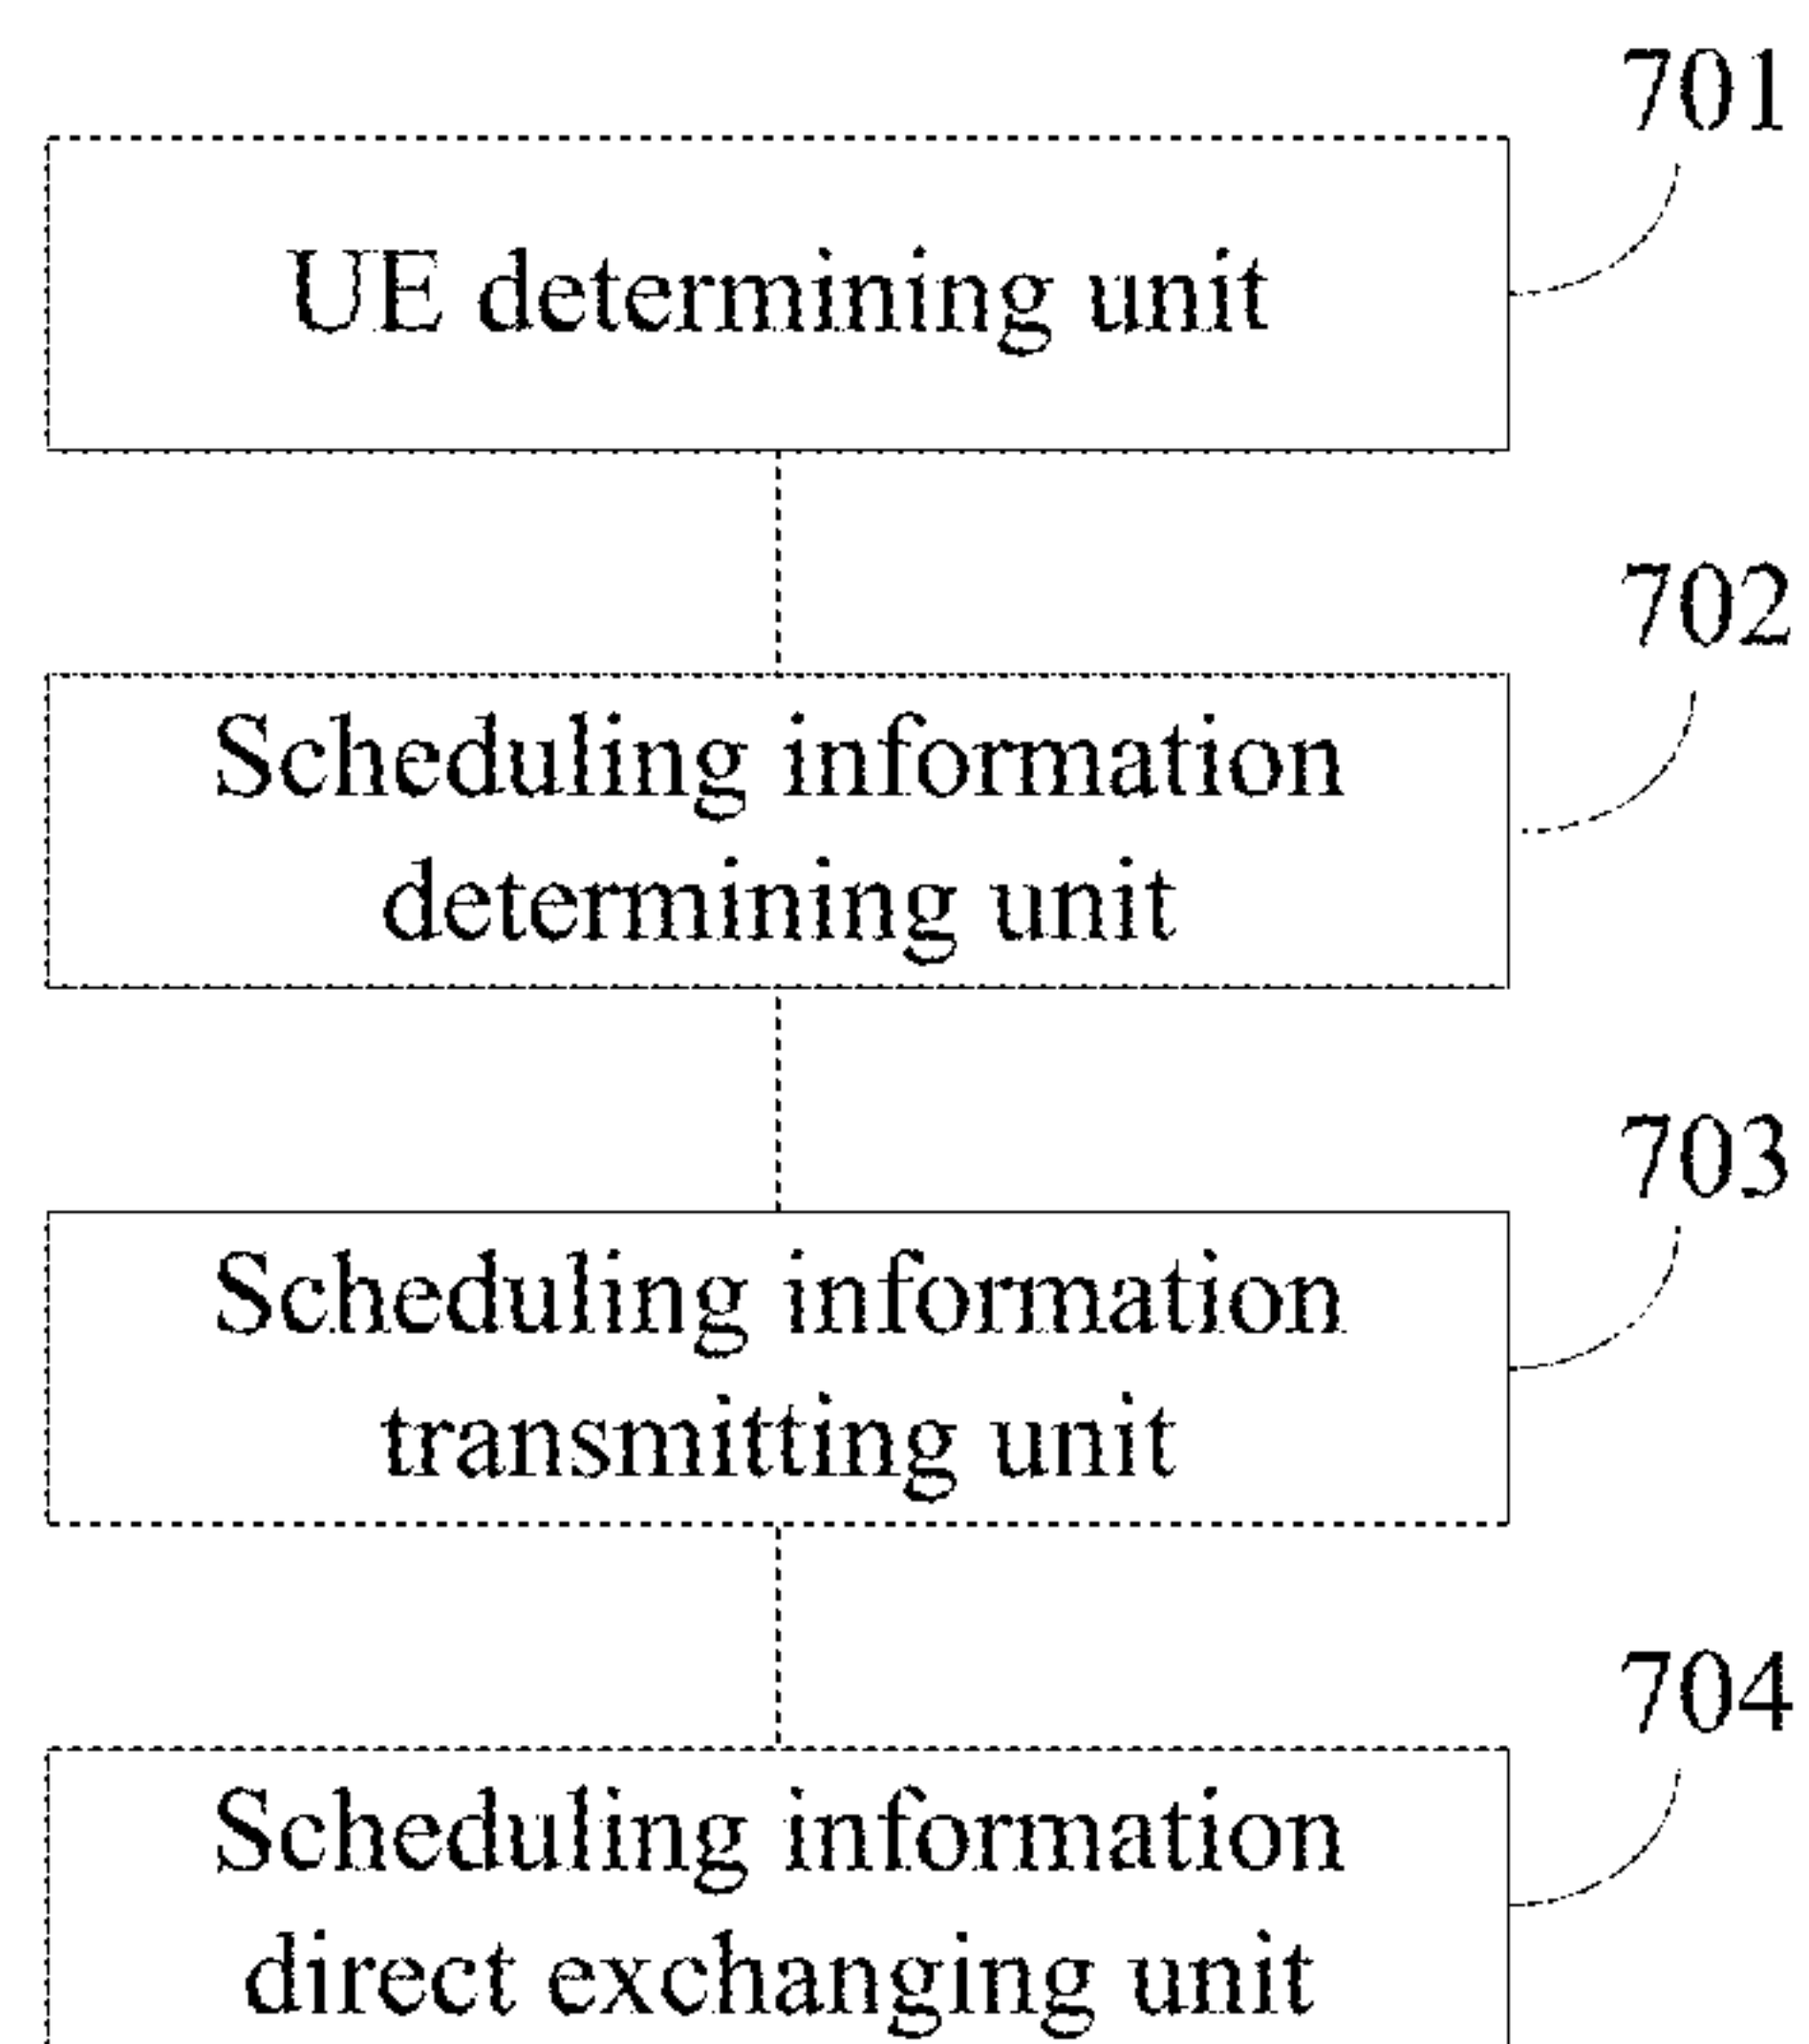 701
UE determining unit
702
Scheduling information
determining unit
703
Scheduling information
transmitting unit
704
Scheduling information
direct exchanging unit